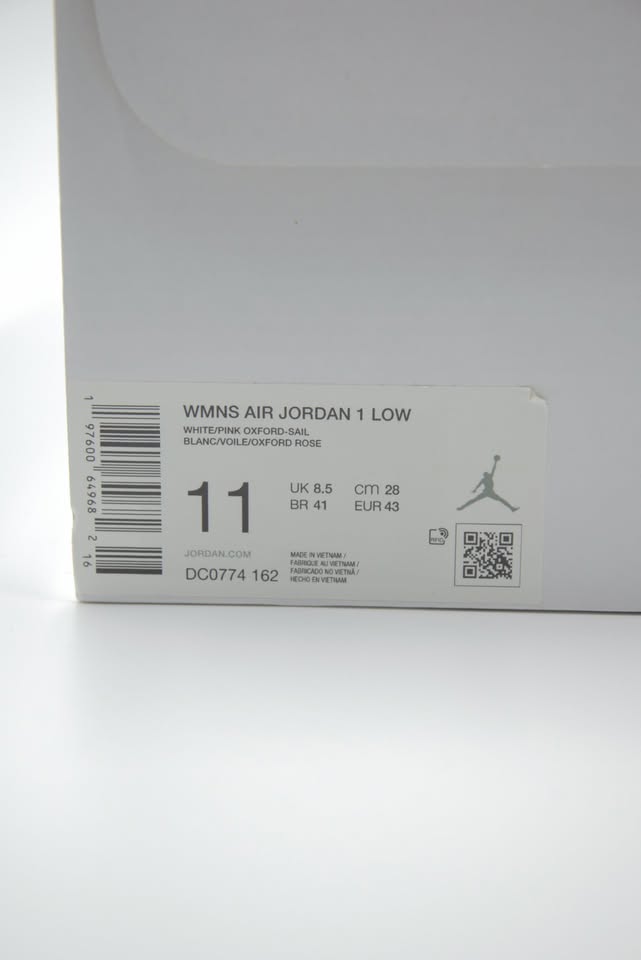 WMNS AIR JORDAN 1 LOW
WHITE/PINK OXFORD-SAIL
BLANC/VOILE/OXFORD ROSE
11
UK 8.5 cm 28
BR 41 EUR 43
JORDAN.COM
DC0774 162
MADE IN VIETNAM /
FABRIQUE AU VIETNAM /
FABRICADO NO VIETNÃ /
HECHO EN VIETNAM
RFID
1 97600 64968 2 16